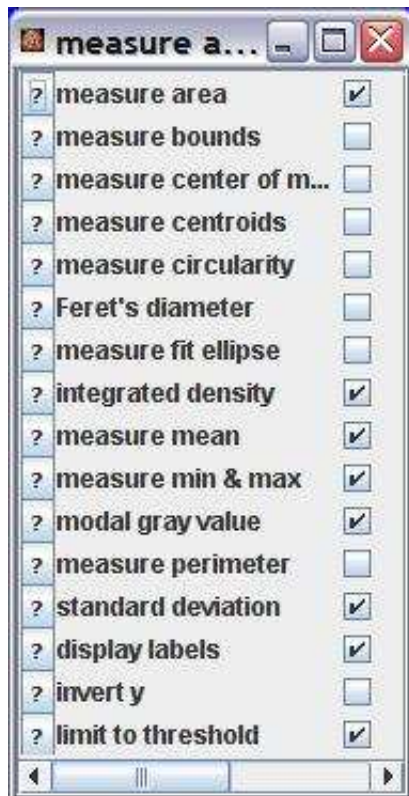 measure a...
? measure area
? measure bounds
? measure center of m...
? measure centroids
? measure circularity
? Feret's diameter
? measure fit ellipse
? integrated density
? measure mean
? measure min & max
? modal gray value
? measure perimeter
? standard deviation
? display labels
? invert y
? limit to threshold